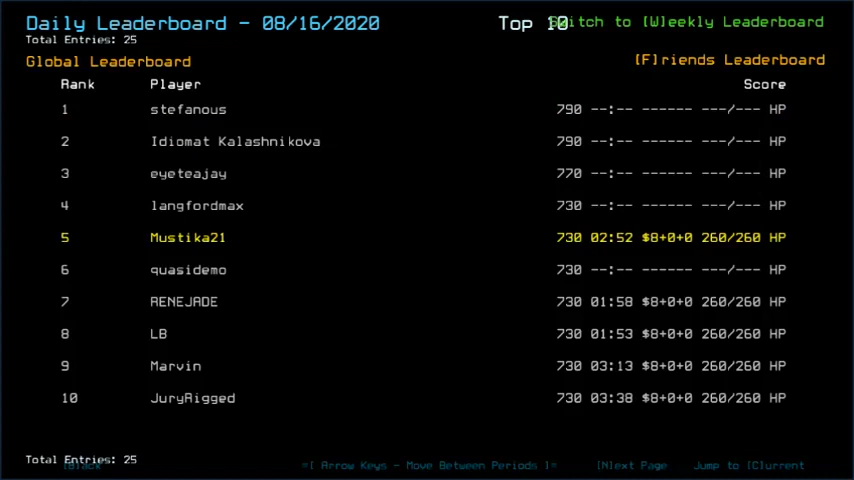 Daily Leaderboard - 08/16/2020 Top 10 Switch to [W]eekly Leaderboard
Total Entries: 25
Global Leaderboard [F]riends Leaderboard
Rank Player Score
1 stefanous 790 --:-- ------ ---/--- HP
2 Idiomat Kalashnikova 790 --:-- ------ ---/--- HP
3 eyeteajay 770 --:-- ------ ---/--- HP
4 langfordmax 730 --:-- ------ ---/--- HP
5 Mustika21 730 02:52 $8+0+0 260/260 HP
6 quasidemo 730 --:-- ------ ---/--- HP
7 RENEJADE 730 01:58 $8+0+0 260/260 HP
8 LB 730 01:53 $8+0+0 260/260 HP
9 Marvin 730 03:13 $8+0+0 260/260 HP
10 JuryRigged 730 03:38 $8+0+0 260/260 HP
Total Entries: 25
[B]ack =[ Arrow Keys - Move Between Periods ]= [N]ext Page Jump to [C]urrent